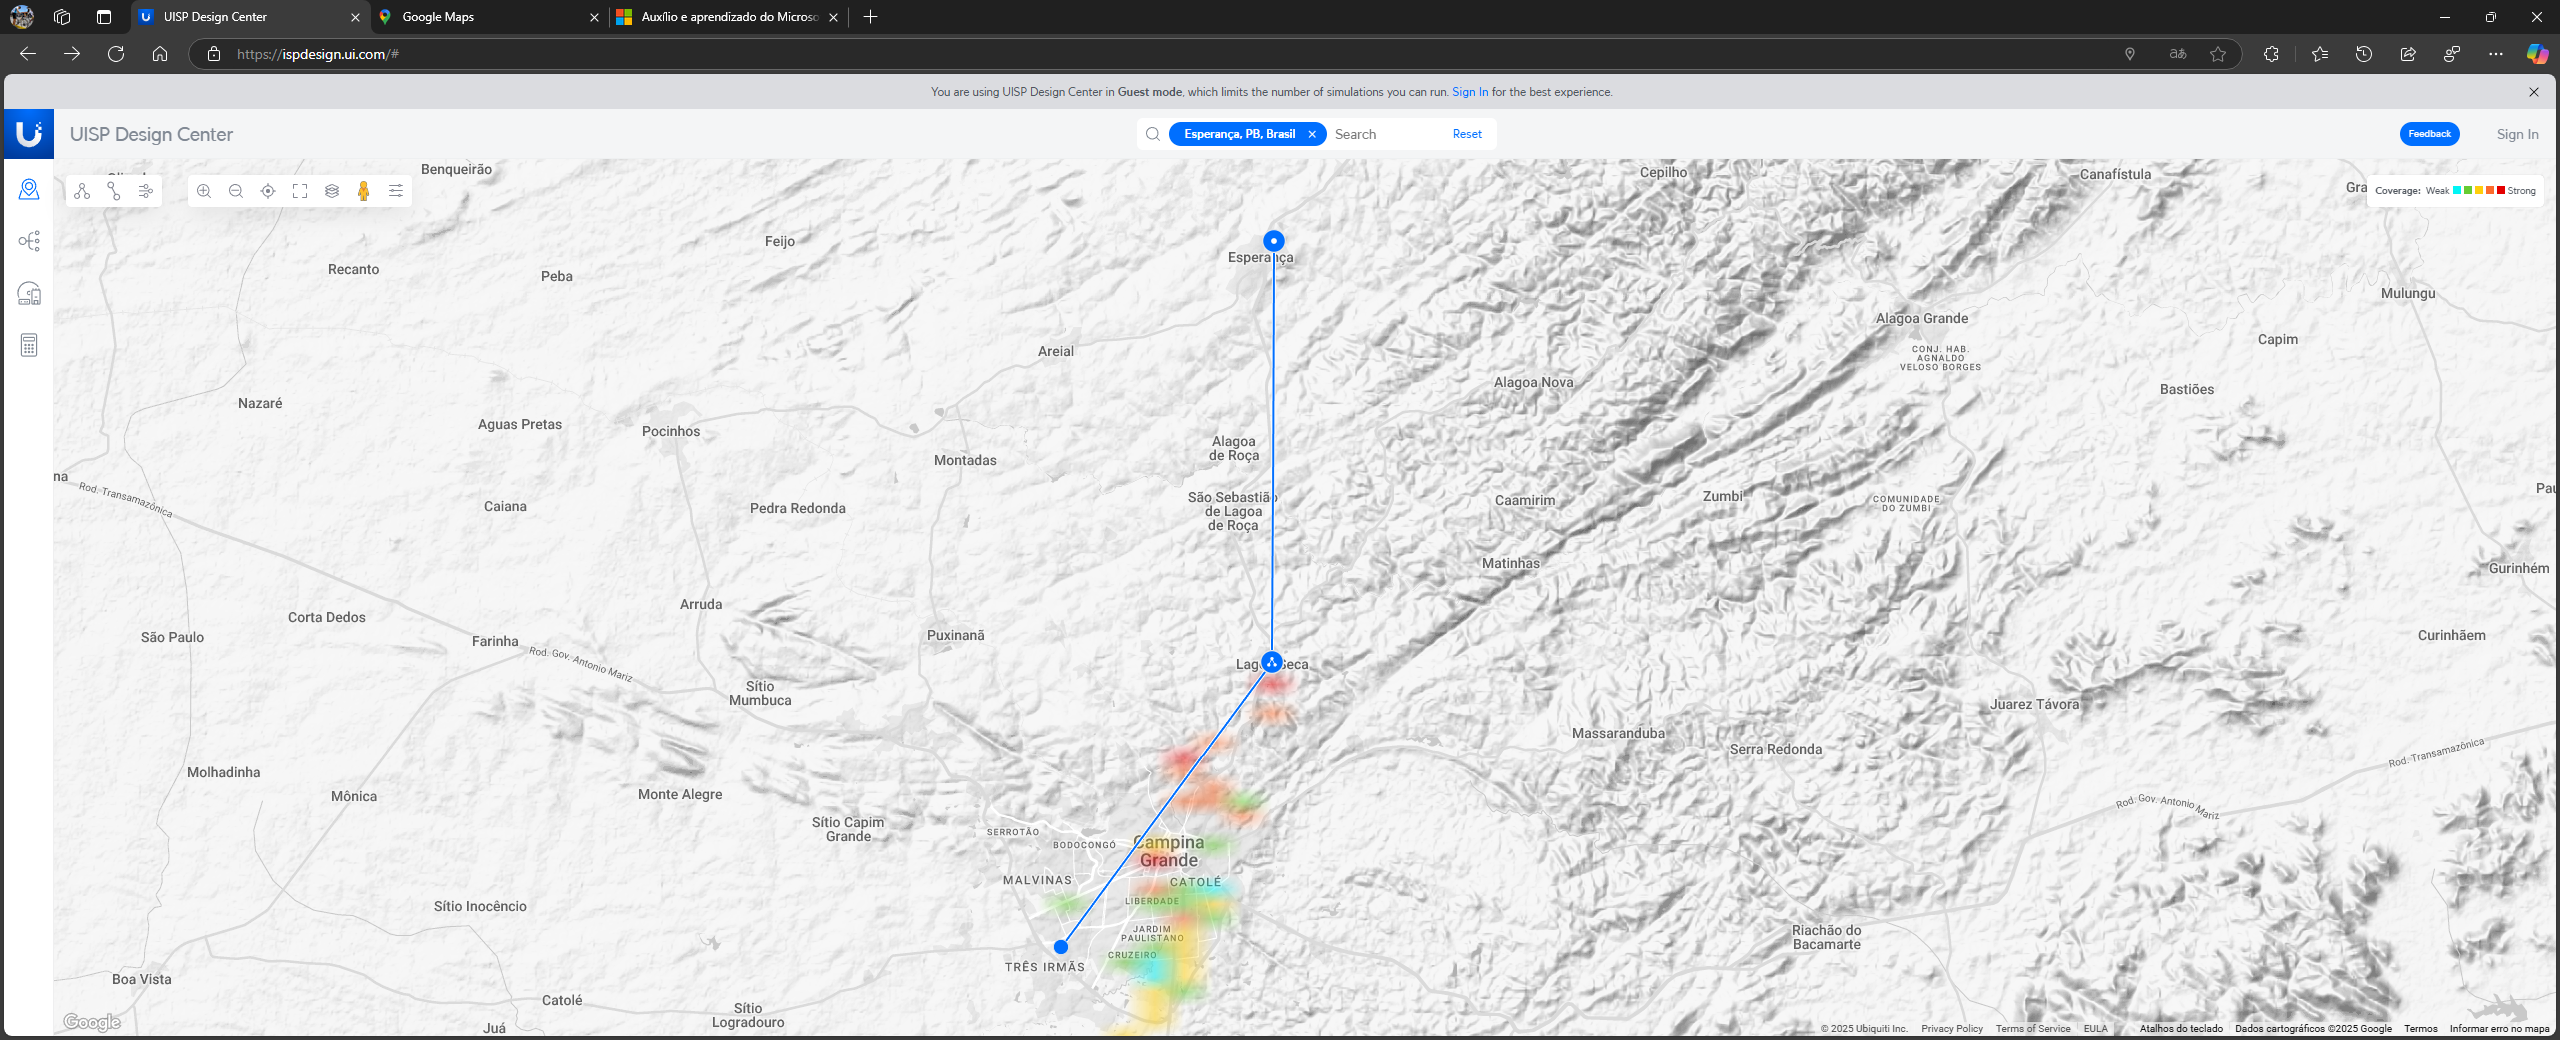 UISP Design Center
Google Maps
Auxílio e aprendizado do Microso
https://ispdesign.ui.com/#
You are using UISP Design Center in Guest mode, which limits the number of simulations you can run. Sign In for the best experience.
UISP Design Center
Esperança, PB, Brasil
Search
Reset
Feedback
Sign In
Coverage: Weak Strong
Benqueirão
Cepilho
Canafístula
Gra
Feijo
Esperança
Recanto
Peba
Mulungu
Alagoa Grande
Capim
Areial
CONJ. HAB.
AGNALDO
VELOSO BORGES
Alagoa Nova
Bastiões
Nazaré
Aguas Pretas
Pocinhos
Alagoa
de Roça
Montadas
na
Rod. Transamazônica
Pau
Caiana
Pedra Redonda
São Sebastião
de Lagoa
de Roça
Caamirim
Zumbi
COMUNIDADE
DO ZUMBI
Matinhas
Gurinhém
Arruda
Corta Dedos
São Paulo
Farinha
Puxinanã
Curinhãem
Rod. Gov. Antonio Mariz
Lagoa Seca
Sítio
Mumbuca
Juarez Távora
Massaranduba
Serra Redonda
Rod. Transamazônica
Molhadinha
Mônica
Monte Alegre
Rod. Gov. Antonio Mariz
Sítio Capim
Grande
SERROTÃO
BODOCONGÓ
Campina
Grande
MALVINAS
CATOLÉ
LIBERDADE
Sítio Inocêncio
JARDIM
PAULISTANO
Riachão do
Bacamarte
CRUZEIRO
TRÊS IRMÃS
Boa Vista
Catolé
Sítio
Logradouro
Juá
Google
© 2025 Ubiquiti Inc. Privacy Policy Terms of Service EULA
Atalhos do teclado Dados cartográficos ©2025 Google Termos Informar erro no mapa